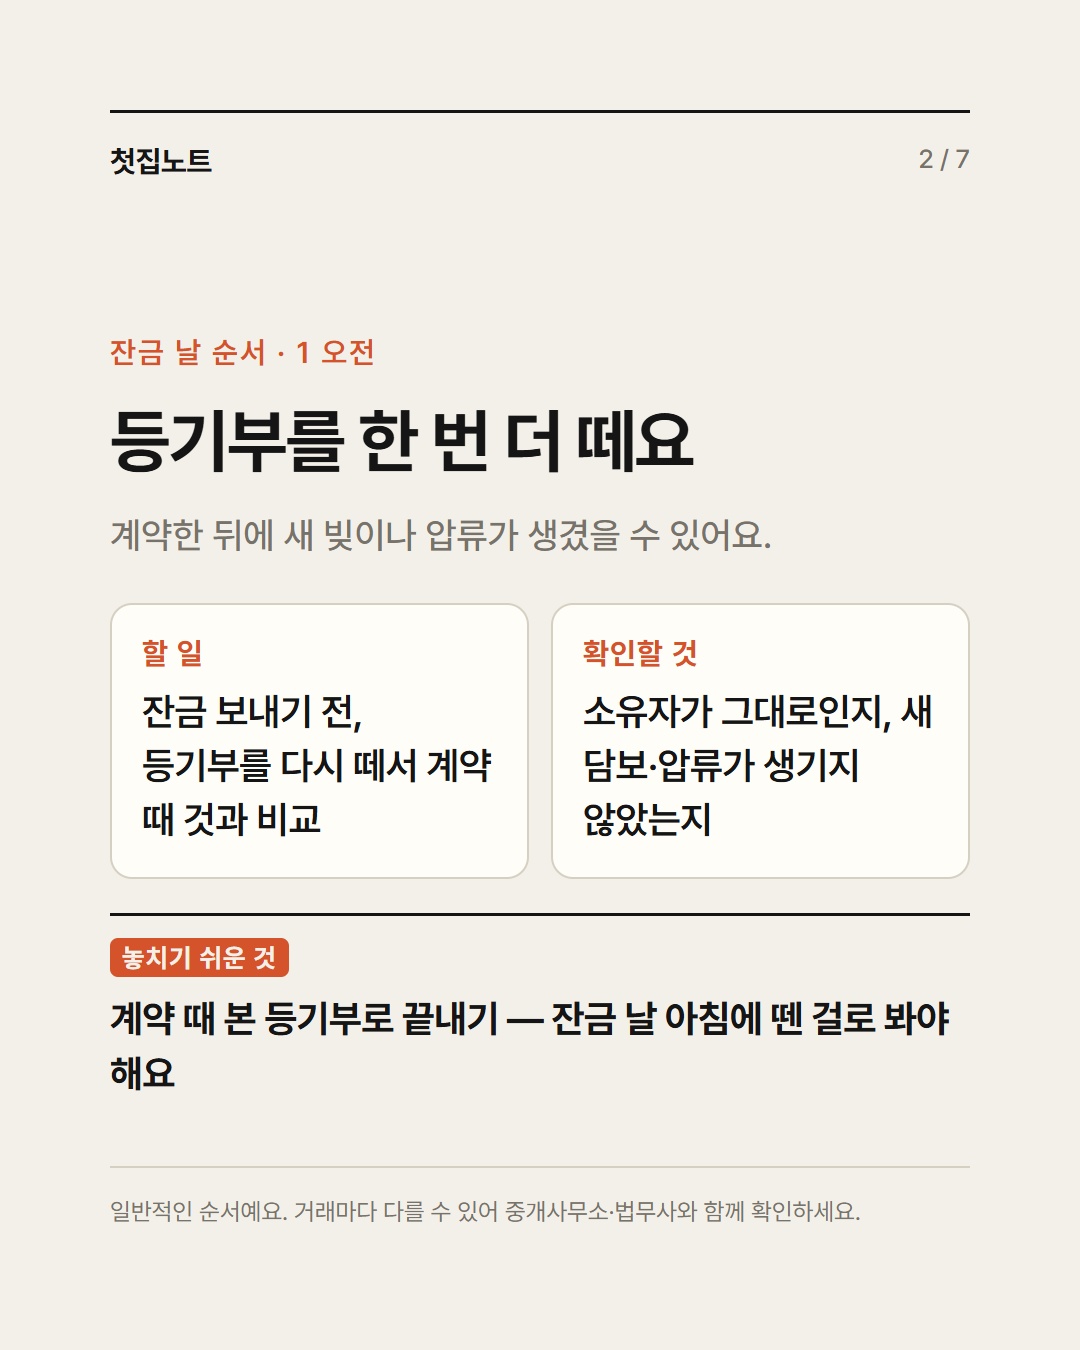 첫집노트
2 / 7
잔금 날 순서 · 1 오전
등기부를 한 번 더 떼요
계약한 뒤에 새 빚이나 압류가 생겼을 수 있어요.
할 일
잔금 보내기 전,
등기부를 다시 떼서 계약
때 것과 비교
확인할 것
소유자가 그대로인지, 새
담보·압류가 생기지
않았는지
놓치기 쉬운 것
계약 때 본 등기부로 끝내기 — 잔금 날 아침에 뗀 걸로 봐야
해요
일반적인 순서예요. 거래마다 다를 수 있어 중개사무소·법무사와 함께 확인하세요.